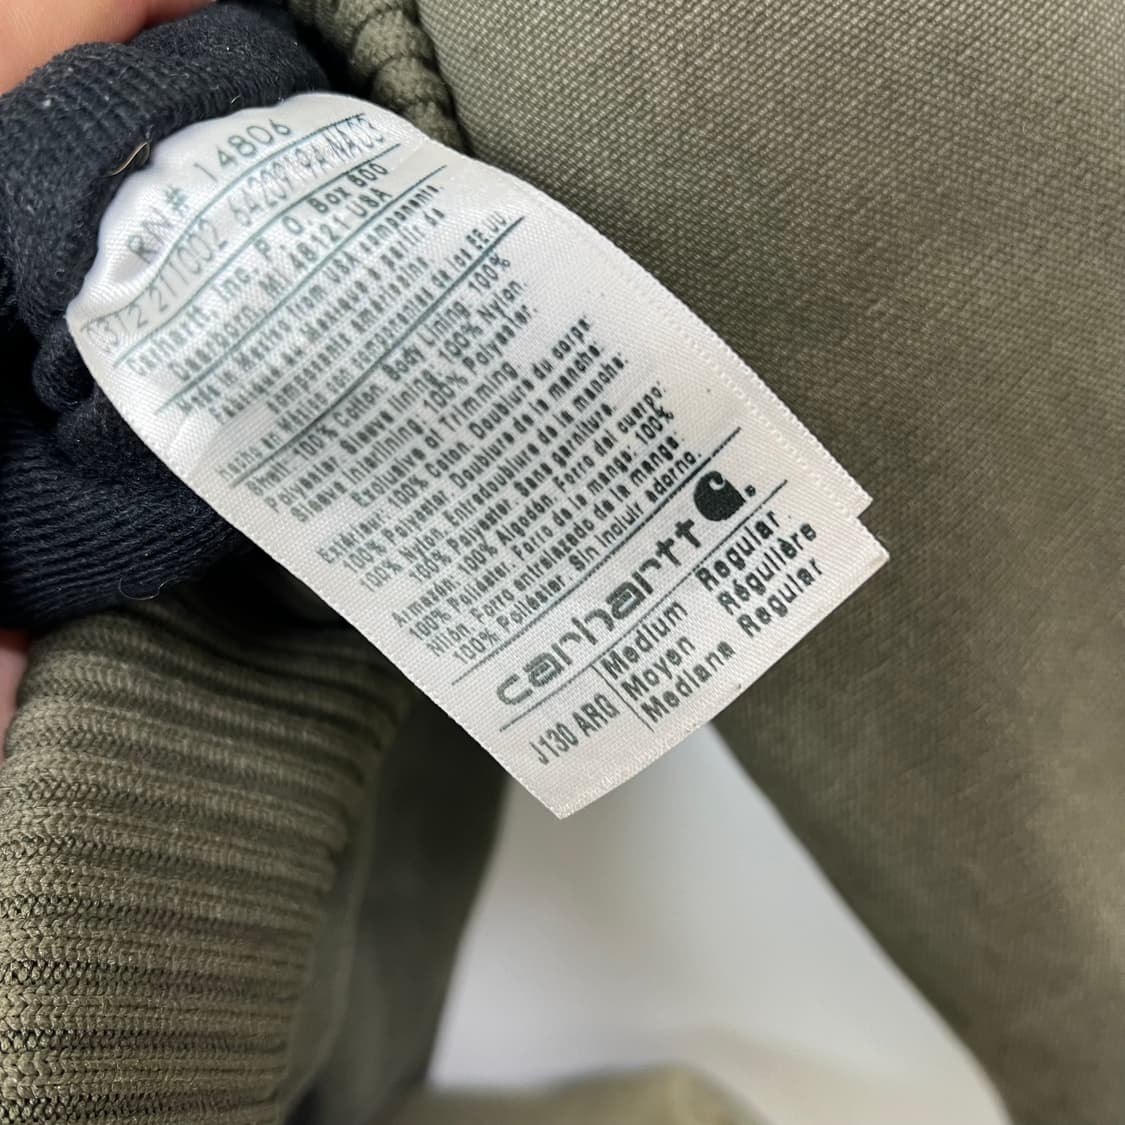 RN# 14806
Carhartt, Inc. P. O. Box 600
Dearborn, MI 48121 USA
Made in Mexico from USA components.
Fabriqué au Mexique à partir de
composants américains.
hecho en México con componentes de los EE UU.
Shell-100% Cotton. Body Lining. 100%
Polyester. Sleeve lining. 100% Nylon.
Sleeve Interlining. 100% Polyester.
Exclusive of Trimming
Extérieur: 100% Coton. Doublure du corps:
100% Polyester. Doublure de la manche:
100% Nylon. Entredoublure de la manche:
100% Polyester. Sans garniture.
Armazón: 100% Algodón. Forro del cuerpo:
100% Poliéster. Forro de la manga: 100%
Nilón. Forro entrelazado de la manga:
100% Poliéster. Sin incluir adorno.
carhartt
J130 ARG
Medium Regular
Moyen Régulière
Mediana Regular